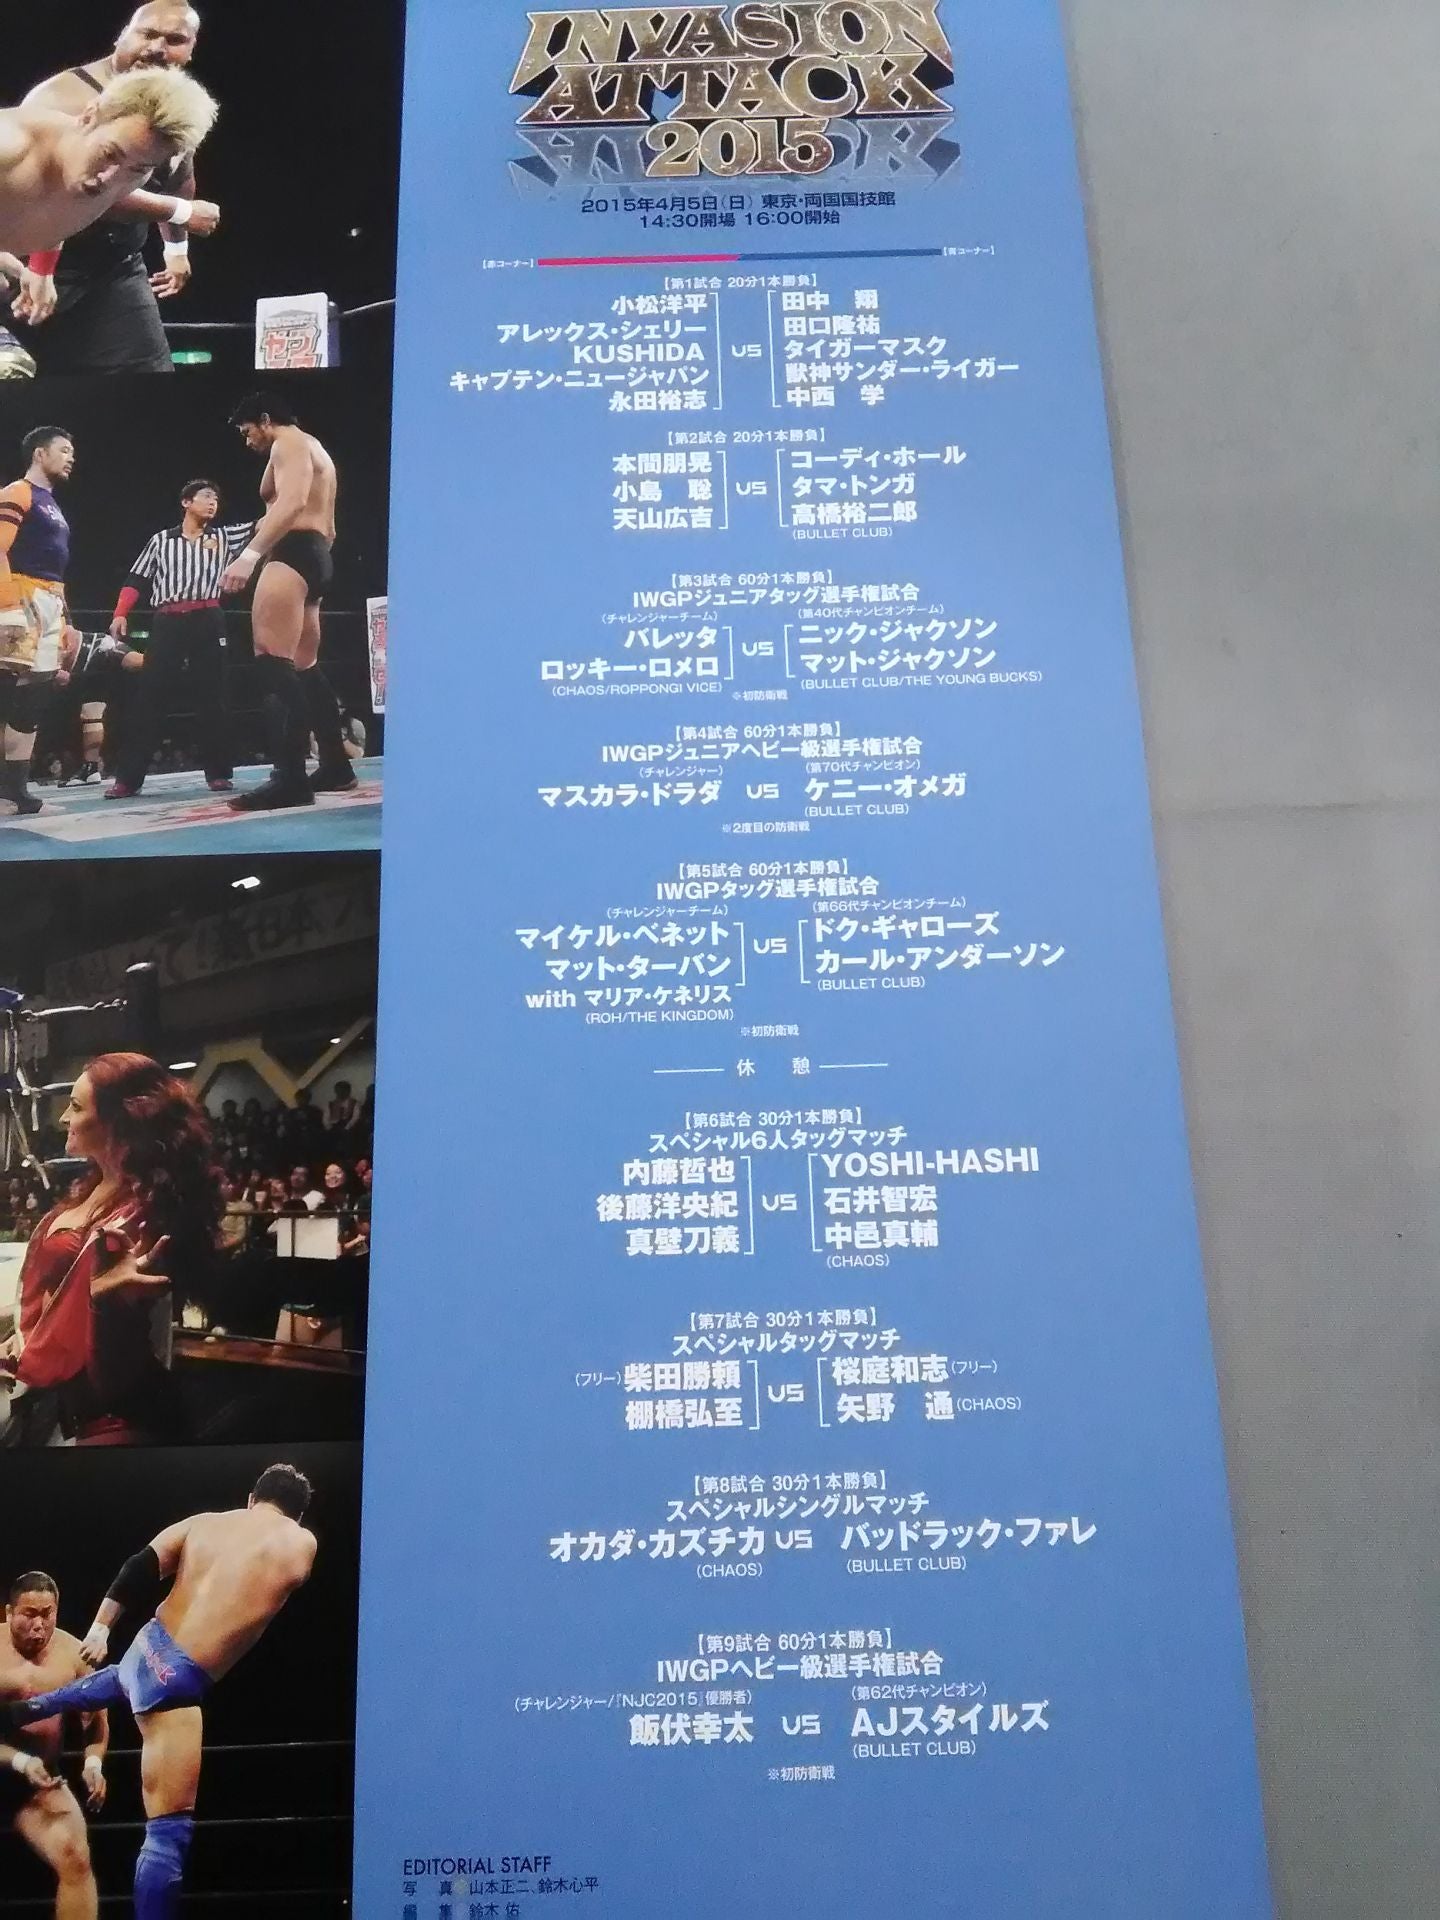 INVASION
ATTACK
2015
2015年4月5日(日) 東京・両国国技館
14:30開場 16:00開始
【赤コーナー】 【青コーナー】
【第1試合 20分1本勝負】
小松洋平
アレックス・シェリー
KUSHIDA
キャプテン・ニュージャパン
永田裕志
VS
田中 翔
田口隆祐
タイガーマスク
獣神サンダー・ライガー
中西 学
【第2試合 20分1本勝負】
本間朋晃
小島 聡
天山広吉
VS
コーディ・ホール
タマ・トンガ
高橋裕二郎
(BULLET CLUB)
【第3試合 60分1本勝負】
IWGPジュニアタッグ選手権試合
(チャレンジャーチーム)
バレッタ
ロッキー・ロメロ
(CHAOS/ROPPONGI VICE)
VS
(第40代チャンピオンチーム)
ニック・ジャクソン
マット・ジャクソン
(BULLET CLUB/THE YOUNG BUCKS)
※初防衛戦
【第4試合 60分1本勝負】
IWGPジュニアヘビー級選手権試合
(チャレンジャー)
マスカラ・ドラダ
VS
(第70代チャンピオン)
ケニー・オメガ
(BULLET CLUB)
※2度目の防衛戦
【第5試合 60分1本勝負】
IWGPタッグ選手権試合
(チャレンジャーチーム)
マイケル・ベネット
マット・ターバン
with マリア・ケネリス
(ROH/THE KINGDOM)
VS
(第66代チャンピオンチーム)
ドク・ギャローズ
カール・アンダーソン
(BULLET CLUB)
※初防衛戦
休 憩
【第6試合 30分1本勝負】
スペシャル6人タッグマッチ
内藤哲也
後藤洋央紀
真壁刀義
VS
YOSHI-HASHI
石井智宏
中邑真輔
(CHAOS)
【第7試合 30分1本勝負】
スペシャルタッグマッチ
(フリー)柴田勝頼
棚橋弘至
VS
桜庭和志(フリー)
矢野 通(CHAOS)
【第8試合 30分1本勝負】
スペシャルシングルマッチ
オカダ・カズチカ VS バッドラック・ファレ
(CHAOS) (BULLET CLUB)
【第9試合 60分1本勝負】
IWGPヘビー級選手権試合
(チャレンジャー/『NJC2015』優勝者) (第62代チャンピオン)
飯伏幸太 VS AJスタイルズ
(BULLET CLUB)
※初防衛戦
EDITORIAL STAFF
写 真 山本正二、鈴木心平
編 集 鈴木 佑